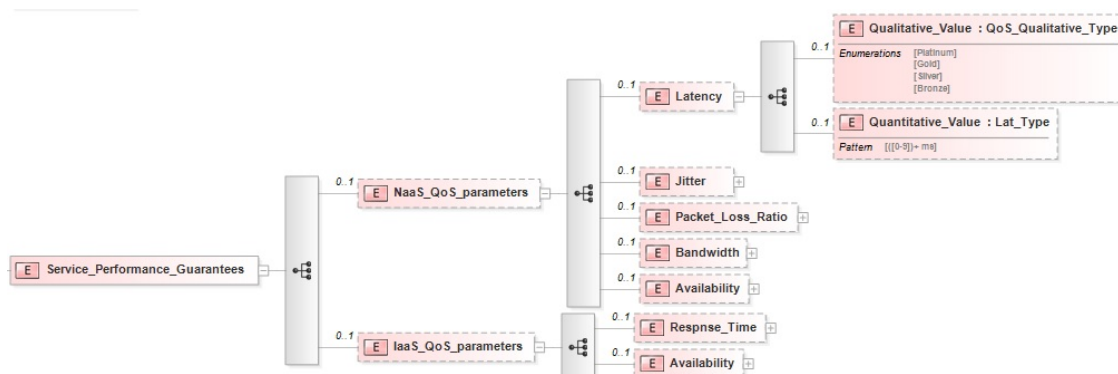 E Qualitative_Value : QoS_Qualitative_Type
0..1
Enumerations [Platinum]
[Gold]
[Silver]
[Bronze]
0..1
E Latency
0..1
E Quantitative_Value : Lat_Type
Pattern [([0-9])+ ms]
0..1
E NaaS_QoS_parameters
0..1
E Jitter
0..1
E Packet_Loss_Ratio
0..1
E Bandwidth
0..1
E Availability
E Service_Performance_Guarantees
0..1
E IaaS_QoS_parameters
0..1
E Respnse_Time
0..1
E Availability